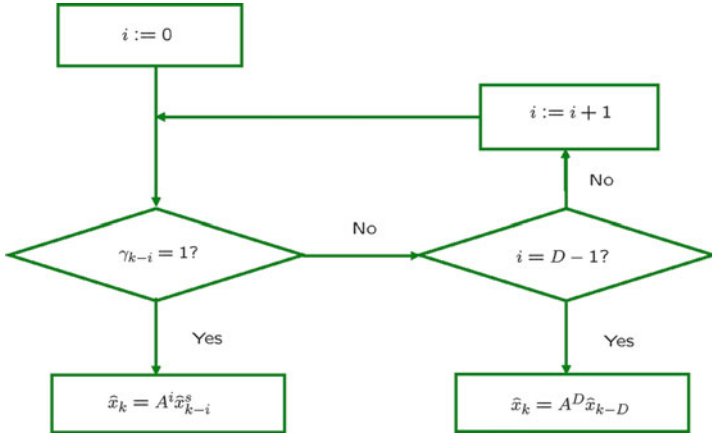 i := 0
i := i + 1
No
No
γ_{k−i} = 1?
i = D − 1?
Yes
Yes
x̂_k = A^i x̂^s_{k−i}
x̂_k = A^D x̂_{k−D}